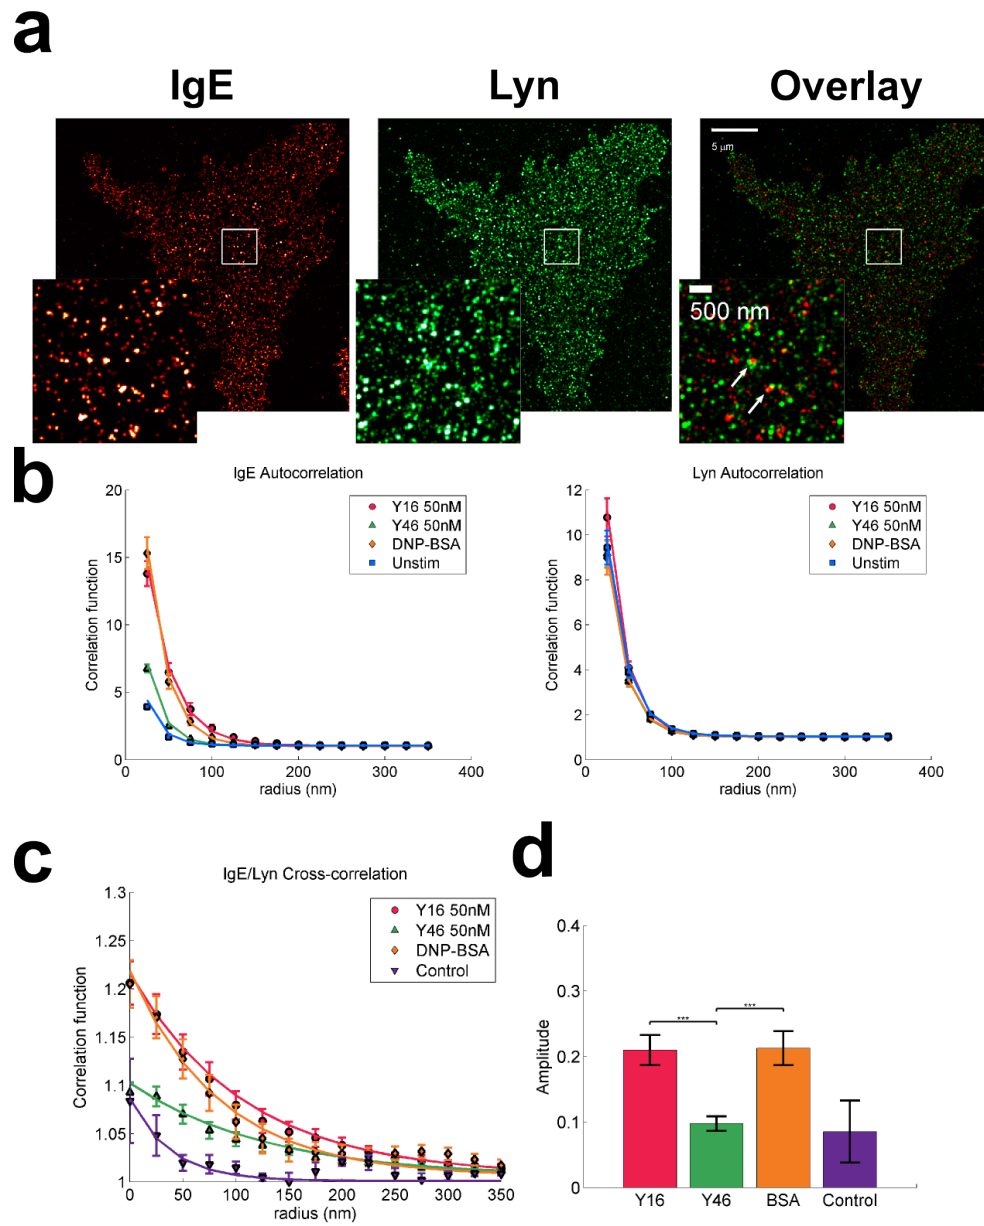 a
IgE Lyn Overlay
5 μm
500 nm
b
IgE Autocorrelation
Correlation function
20
15
10
5
0
0 100 200 300 400
radius (nm)
Y16 50nM
Y46 50nM
DNP-BSA
Unstim
Lyn Autocorrelation
Correlation function
12
10
8
6
4
2
0
0 100 200 300 400
radius (nm)
Y16 50nM
Y46 50nM
DNP-BSA
Unstim
c
IgE/Lyn Cross-correlation
Correlation function
1.3
1.25
1.2
1.15
1.1
1.05
1
0 50 100 150 200 250 300 350
radius (nm)
Y16 50nM
Y46 50nM
DNP-BSA
Control
d
Amplitude
0.4
0.3
0.2
0.1
0
*** ***
Y16 Y46 BSA Control